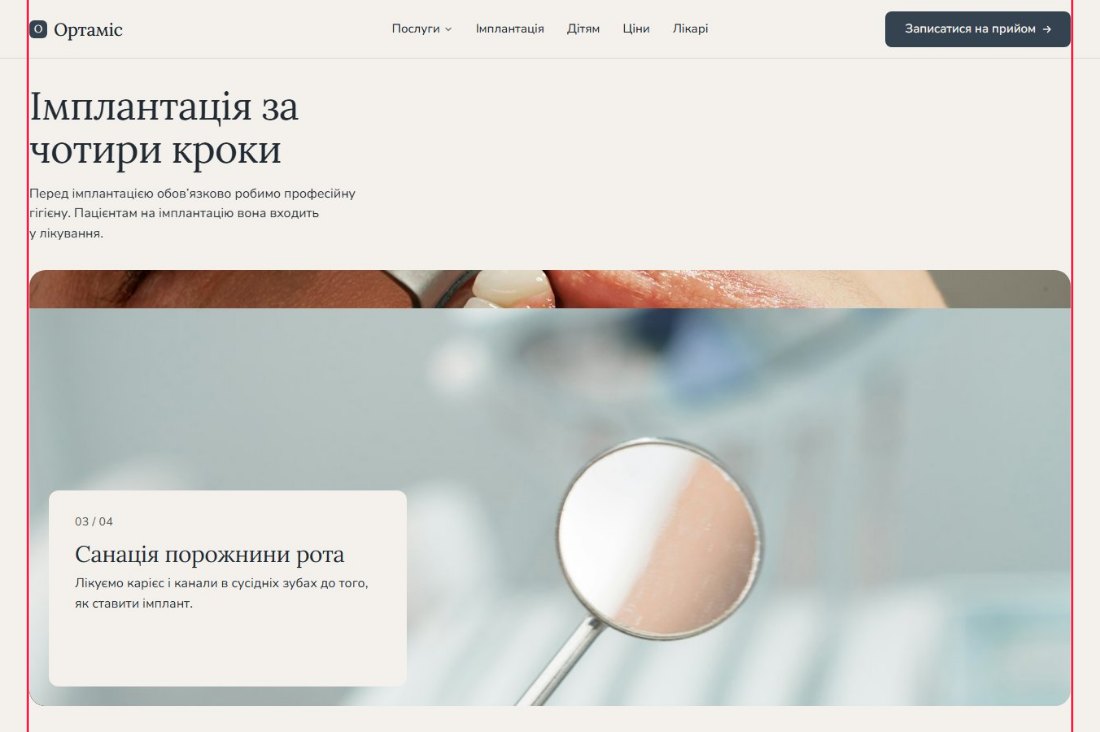 О Ортаміс
Послуги
Імплантація
Дітям
Ціни
Лікарі
Записатися на прийом →
Імплантація за
чотири кроки
Перед імплантацією обов’язково робимо професійну
гігієну. Пацієнтам на імплантацію вона входить
у лікування.
03 / 04
Санація порожнини рота
Лікуємо карієс і канали в сусідніх зубах до того,
як ставити імплант.